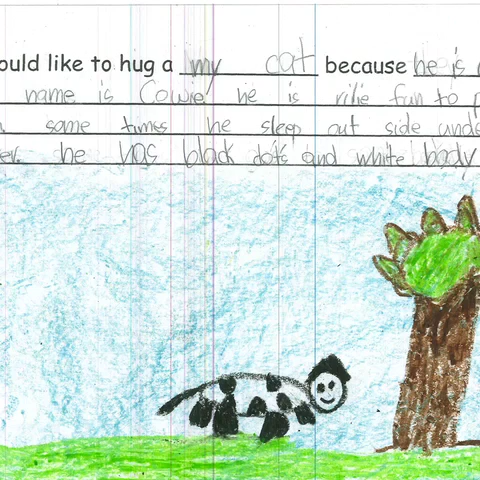 ould like to hug a my cat because he is
name is Cowie he is rilie fun to
some times he sleep out side unde
he has black dots and white body